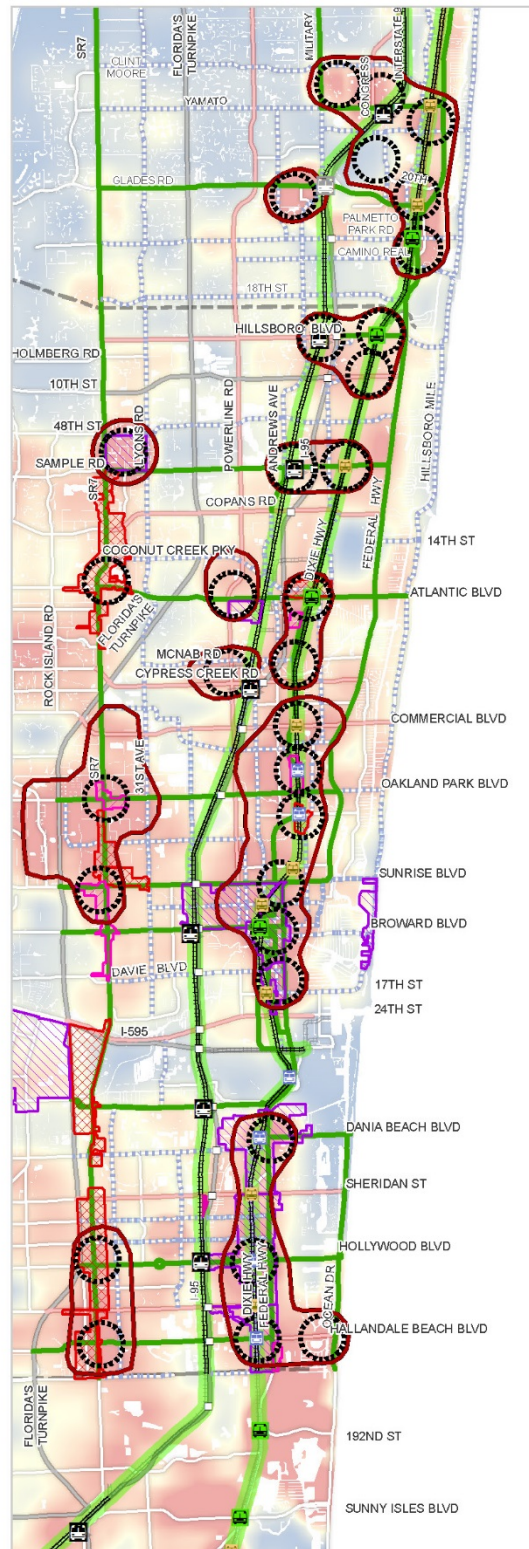 SR7
FLORIDA'S
TURNPIKE
MILITARY
CONGRESS
INTERSTATE 9
CLINT
MOORE
YAMATO
GLADES RD
20TH
PALMETTO
PARK RD
CAMINO REAL
18TH ST
HILLSBORO BLVD
HOLMBERG RD
10TH ST
POWERLINE RD
ANDREWS AVE
HILLSBORO MILE
48TH ST
LYONS RD
I-95
SAMPLE RD
SR7
COPANS RD
FEDERAL HWY
DIXIE HWY
14TH ST
COCONUT CREEK PKY
ATLANTIC BLVD
FLORIDA'S
TURNPIKE
ROCK ISLAND RD
MCNAB RD
CYPRESS CREEK RD
COMMERCIAL BLVD
SR7
31ST AVE
OAKLAND PARK BLVD
SUNRISE BLVD
BROWARD BLVD
DAVIE BLVD
17TH ST
24TH ST
I-595
DANIA BEACH BLVD
SHERIDAN ST
HOLLYWOOD BLVD
I-95
DIXIE HWY
FEDERAL HWY
OCEAN DR
HALLANDALE BEACH BLVD
FLORIDA'S
TURNPIKE
192ND ST
SUNNY ISLES BLVD